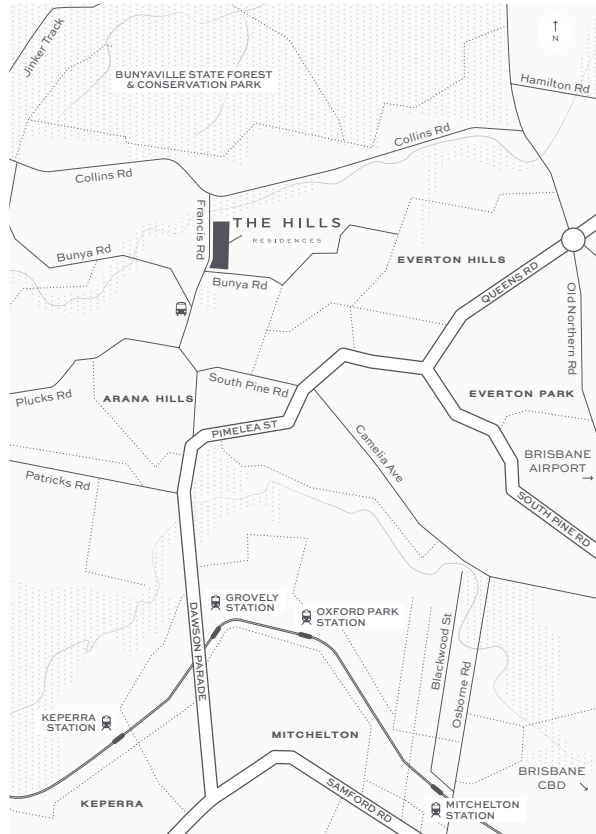 Jinker Track
N
BUNYAVILLE STATE FOREST
& CONSERVATION PARK
Hamilton Rd
Collins Rd
Collins Rd
Francis Rd
THE HILLS
RESIDENCES
Bunya Rd
Bunya Rd
EVERTON HILLS
QUEENS RD
Old Northern Rd
South Pine Rd
Plucks Rd
ARANA HILLS
EVERTON PARK
PIMELEA ST
Camelia Ave
BRISBANE
AIRPORT →
Patricks Rd
SOUTH PINE RD
GROVELY
STATION
OXFORD PARK
STATION
DAWSON PARADE
Blackwood St
Osborne Rd
KEPERRA
STATION
MITCHELTON
BRISBANE
CBD ↘
KEPERRA
SAMFORD RD
MITCHELTON
STATION